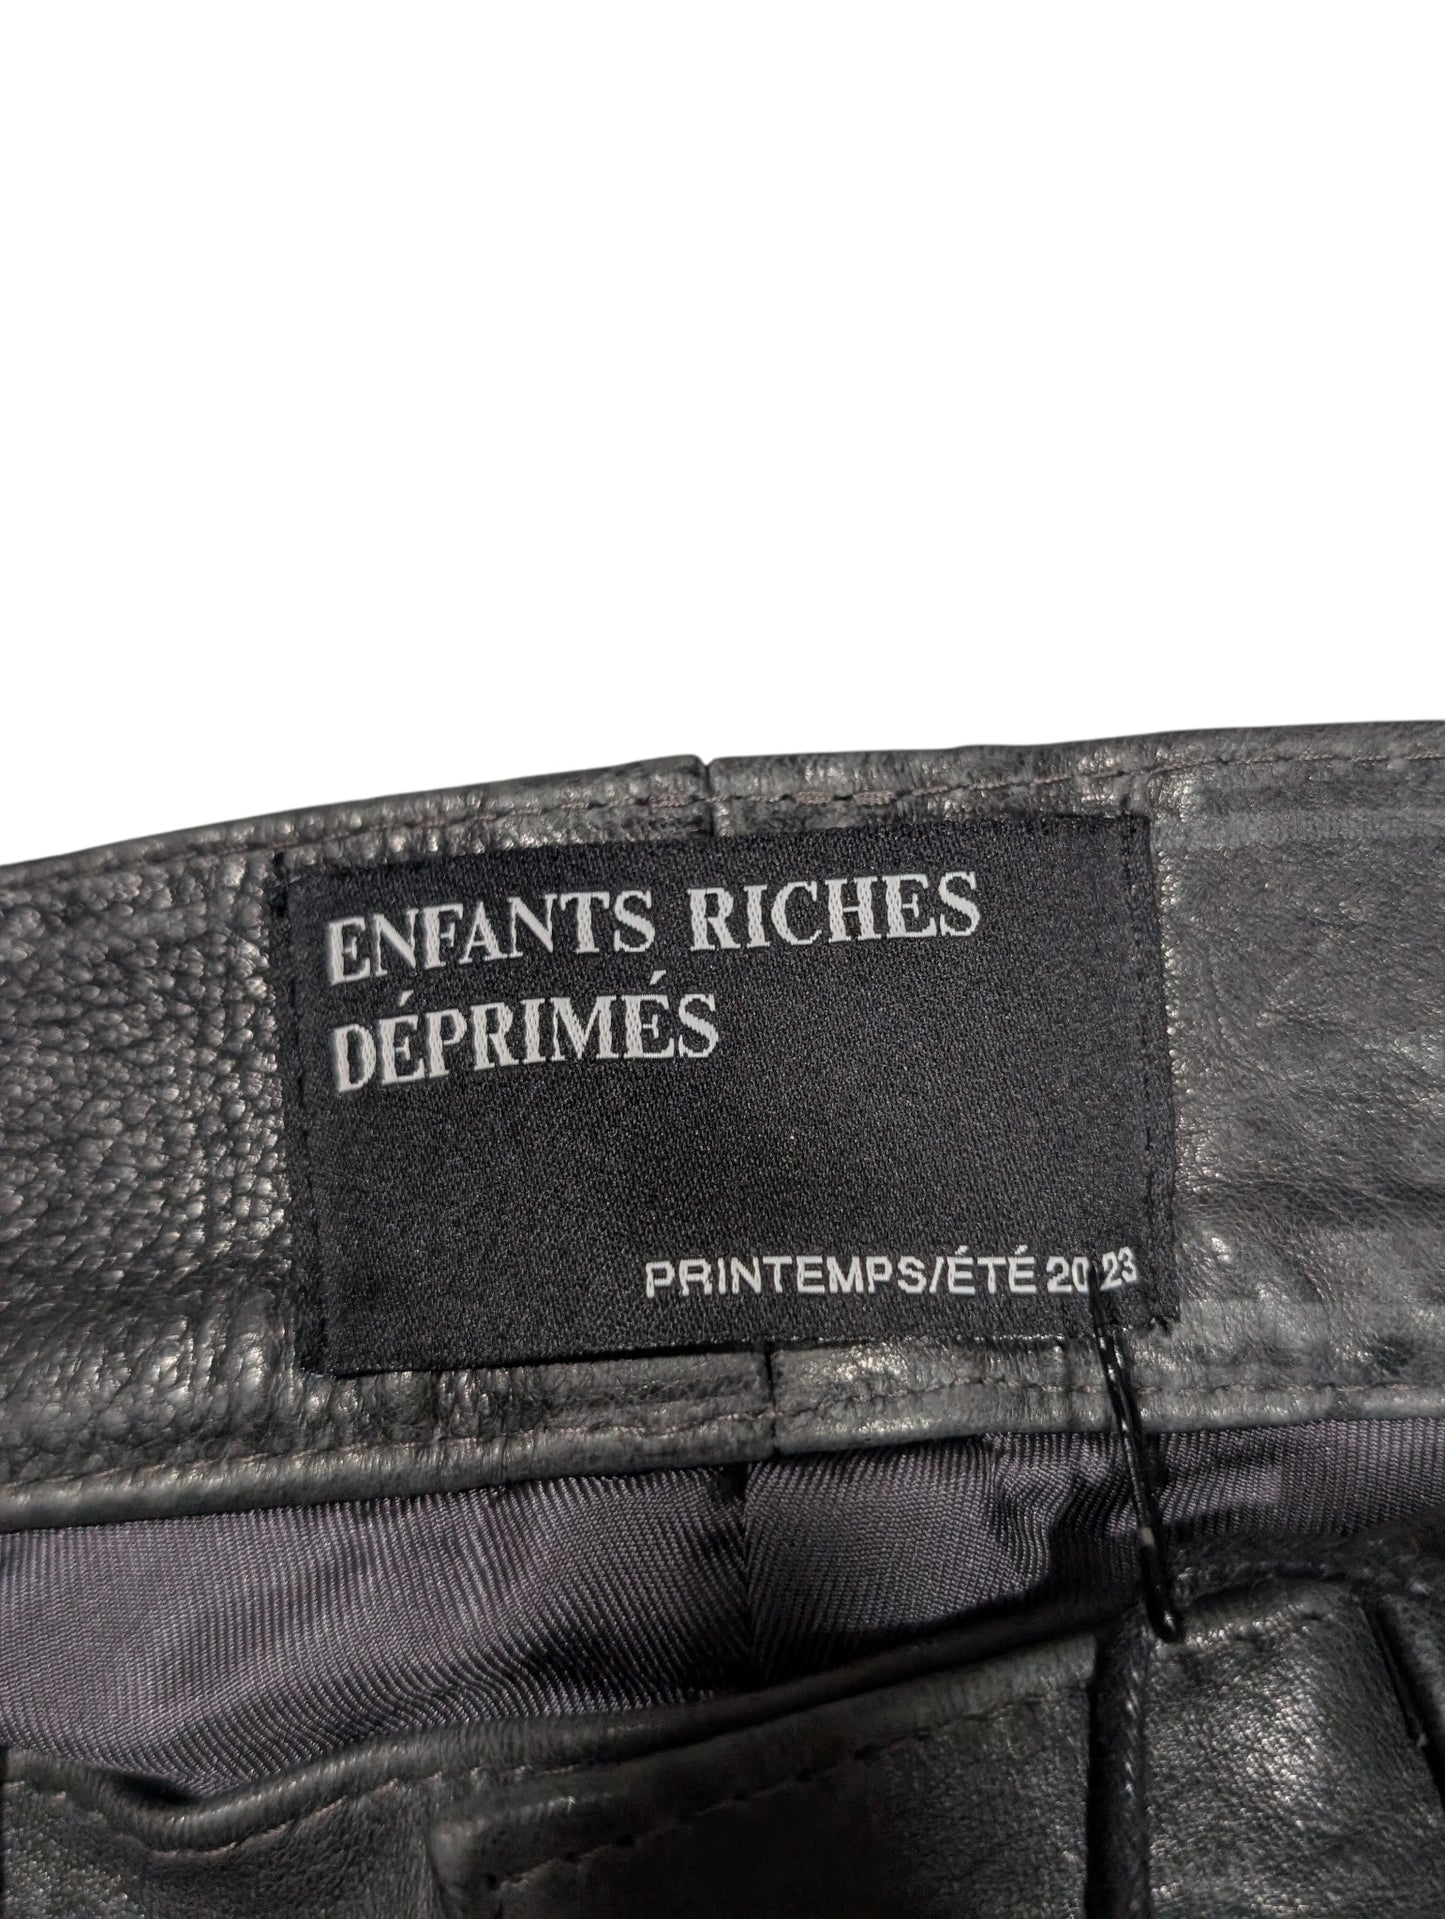 ENFANTS RICHES
DÉPRIMÉS
PRINTEMPS/ÉTÉ 2023